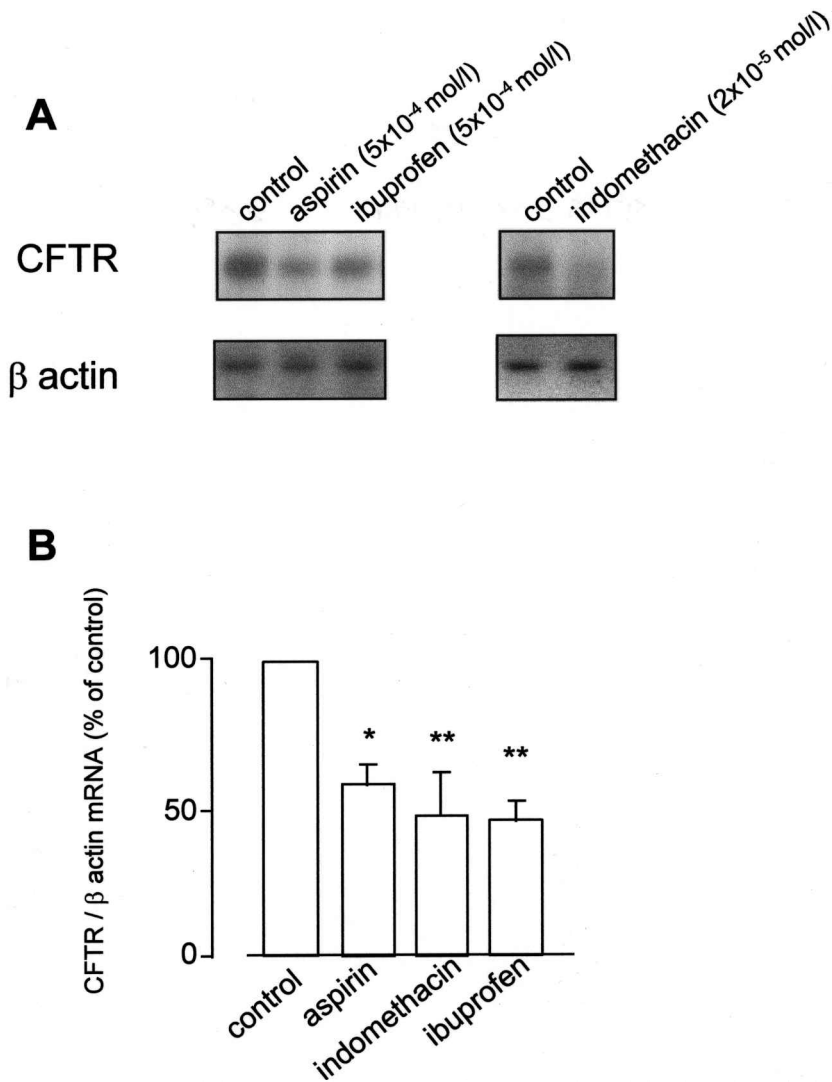 A
control
aspirin (5x10⁻⁴ mol/l)
ibuprofen (5x10⁻⁴ mol/l)
control
indomethacin (2x10⁻⁵ mol/l)
CFTR
β actin
B
CFTR / β actin mRNA (% of control)
100
50
0
*
**
**
control
aspirin
indomethacin
ibuprofen